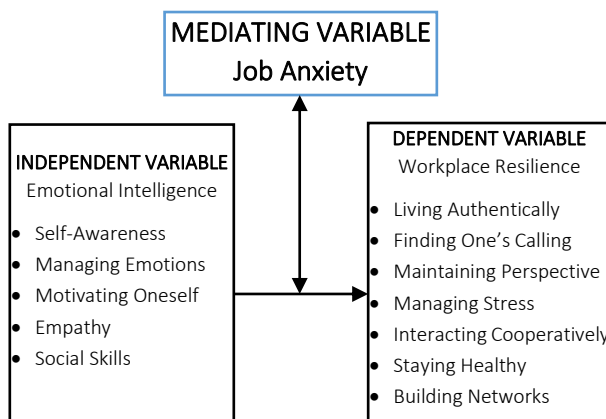 MEDIATING VARIABLE
Job Anxiety
INDEPENDENT VARIABLE
Emotional Intelligence
• Self-Awareness
• Managing Emotions
• Motivating Oneself
• Empathy
• Social Skills
DEPENDENT VARIABLE
Workplace Resilience
• Living Authentically
• Finding One's Calling
• Maintaining Perspective
• Managing Stress
• Interacting Cooperatively
• Staying Healthy
• Building Networks